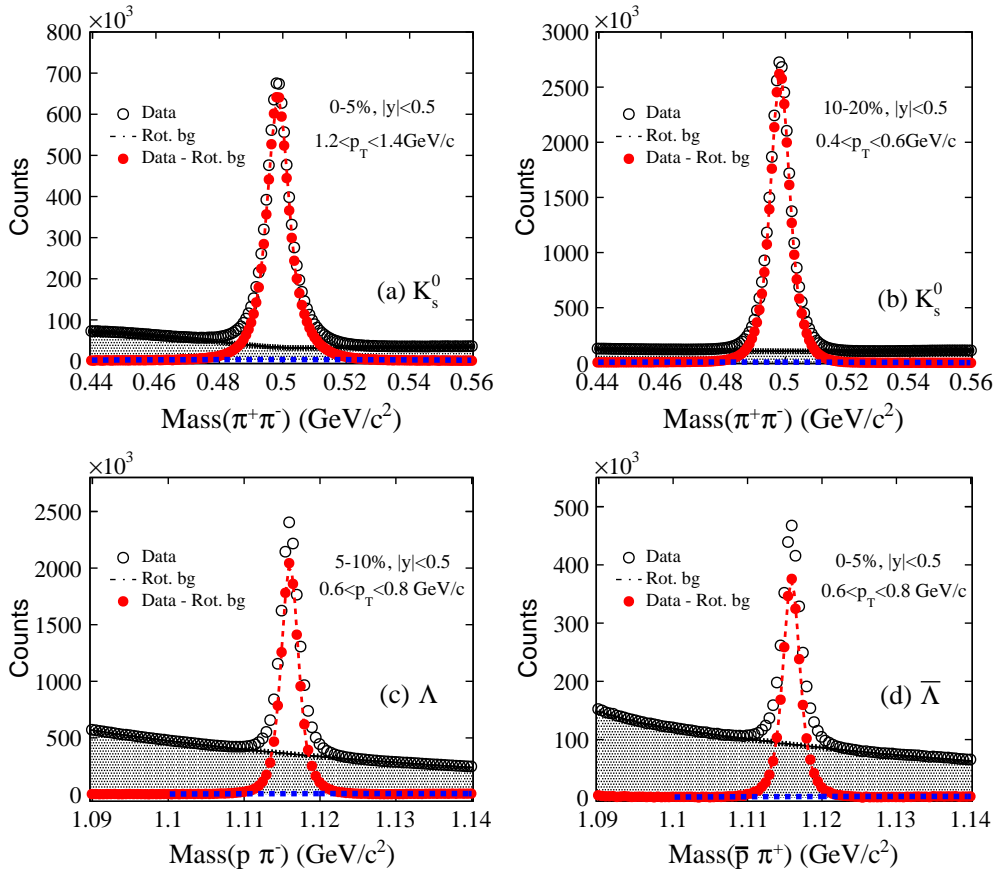 ×10³
800
700
600
500
400
300
200
100
0
Counts
Data
Rot. bg
Data - Rot. bg
0-5%, |y|<0.5
1.2<p_T<1.4GeV/c
(a) K_s^0
0.44 0.46 0.48 0.5 0.52 0.54 0.56
Mass(π⁺π⁻) (GeV/c²)
×10³
3000
2500
2000
1500
1000
500
0
Counts
Data
Rot. bg
Data - Rot. bg
10-20%, |y|<0.5
0.4<p_T<0.6GeV/c
(b) K_s^0
0.44 0.46 0.48 0.5 0.52 0.54 0.56
Mass(π⁺π⁻) (GeV/c²)
×10³
2500
2000
1500
1000
500
0
Counts
Data
Rot. bg
Data - Rot. bg
5-10%, |y|<0.5
0.6<p_T<0.8 GeV/c
(c) Λ
1.09 1.1 1.11 1.12 1.13 1.14
Mass(p π⁻) (GeV/c²)
×10³
500
400
300
200
100
0
Counts
Data
Rot. bg
Data - Rot. bg
0-5%, |y|<0.5
0.6<p_T<0.8 GeV/c
(d) Λ̅
1.09 1.1 1.11 1.12 1.13 1.14
Mass(p̅ π⁺) (GeV/c²)